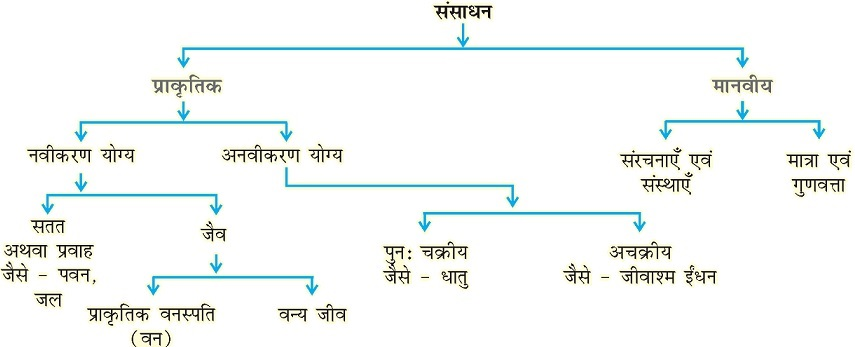 संसाधन
प्राकृतिक
मानवीय
नवीकरण योग्य
अनवीकरण योग्य
संरचनाएँ एवं
संस्थाएँ
मात्रा एवं
गुणवत्ता
सतत
अथवा प्रवाह
जैसे – पवन,
जल
जैव
पुन: चक्रीय
जैसे – धातु
अचक्रीय
जैसे – जीवाश्म ईंधन
प्राकृतिक वनस्पति
(वन)
वन्य जीव